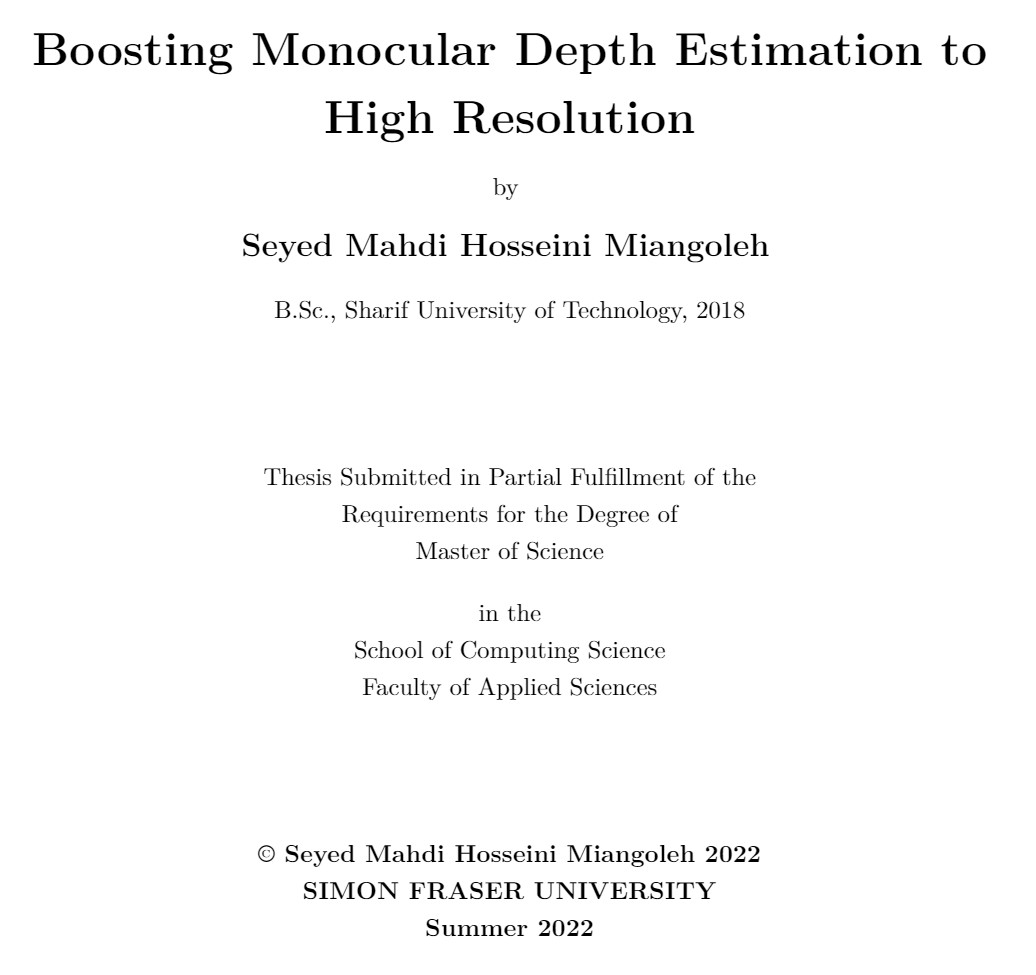 Boosting Monocular Depth Estimation to
High Resolution
by
Seyed Mahdi Hosseini Miangoleh
B.Sc., Sharif University of Technology, 2018
Thesis Submitted in Partial Fulfillment of the
Requirements for the Degree of
Master of Science
in the
School of Computing Science
Faculty of Applied Sciences
© Seyed Mahdi Hosseini Miangoleh 2022
SIMON FRASER UNIVERSITY
Summer 2022